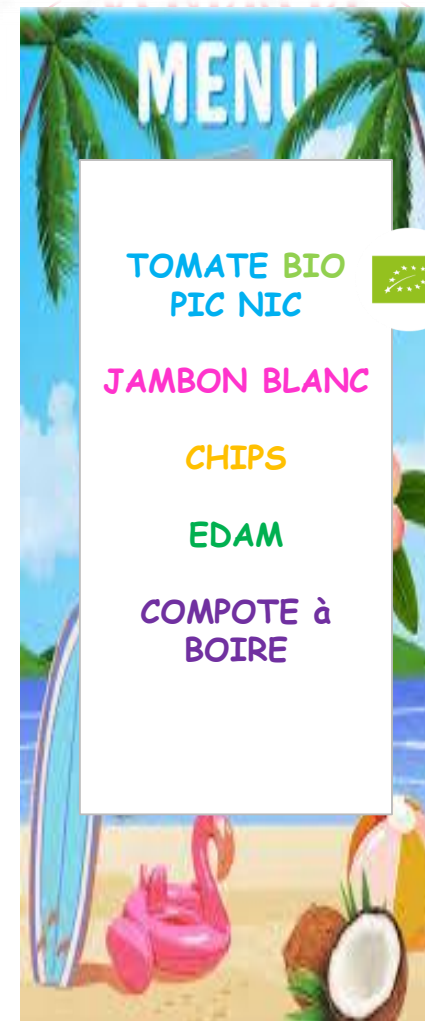 MENU
TOMATE BIO
PIC NIC
JAMBON BLANC
CHIPS
EDAM
COMPOTE à
BOIRE